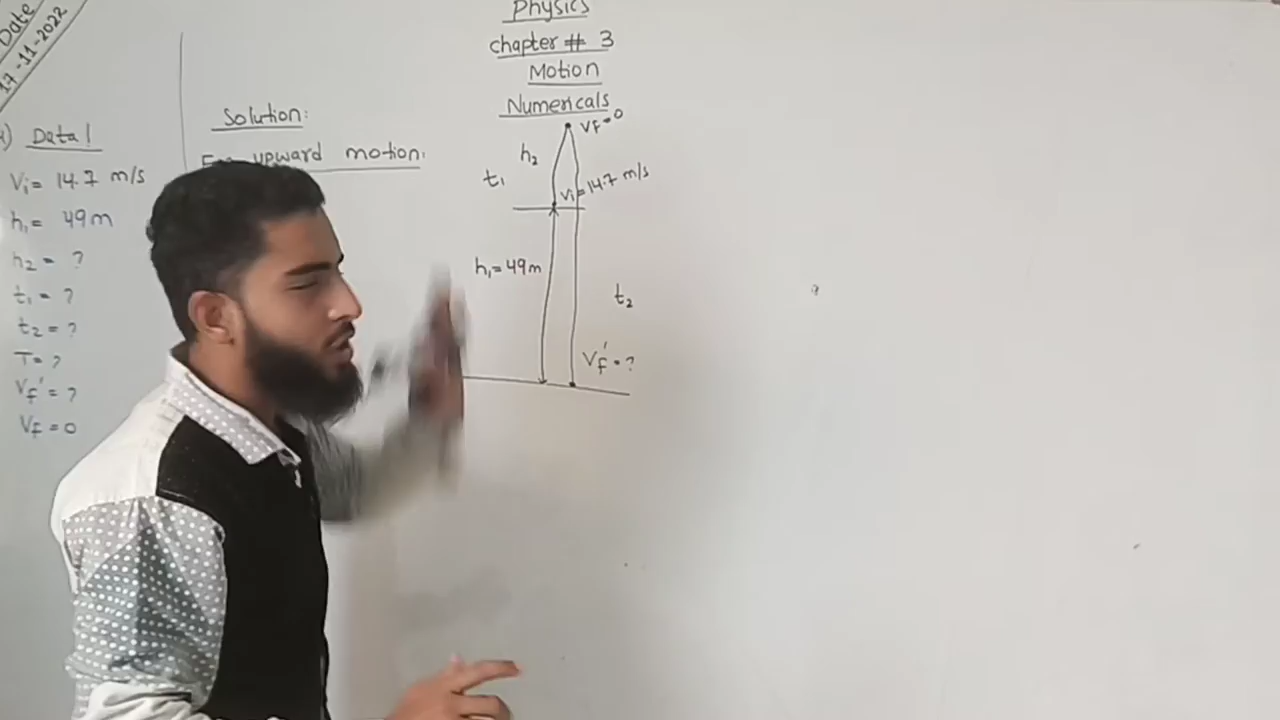 Date
17-11-2022
Physics
chapter # 3
Motion
Numericals
) Data!
Vi = 14.7 m/s
h₁ = 49m
h₂ = ?
t₁ = ?
t₂ = ?
T = ?
Vf' = ?
Vf = 0
Solution:
upward motion:
Vf = 0
h₂
t₁
Vi = 14.7 m/s
h₁ = 49m
t₂
Vf' = ?